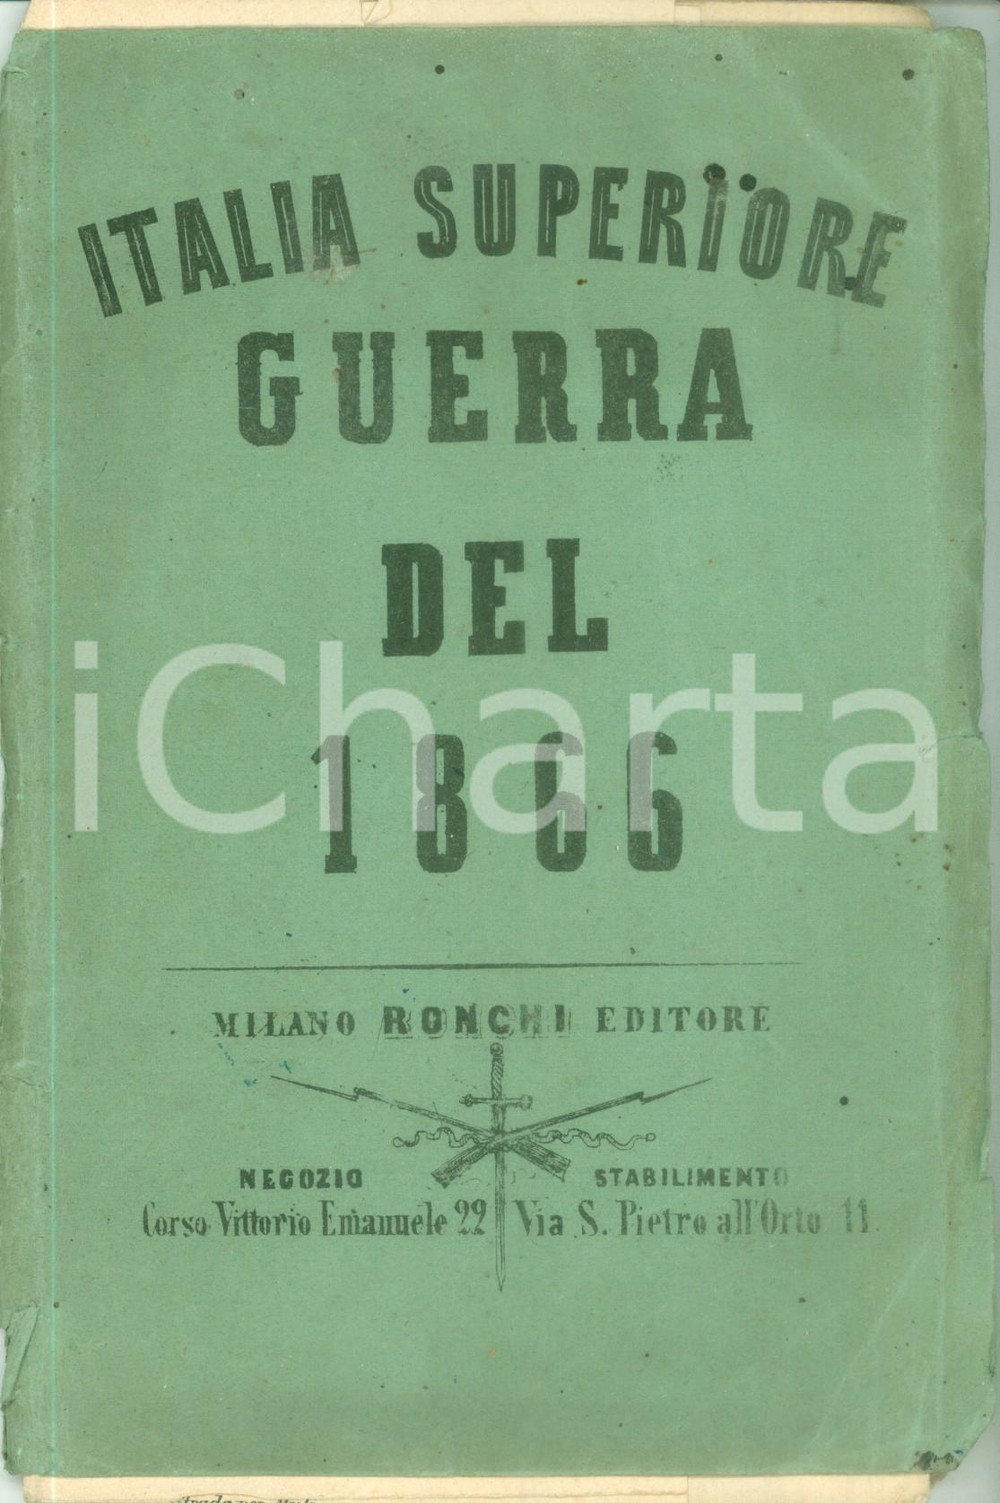 ITALIA SUPERIORE
GUERRA
DEL
1866
iCharta
MILANO RONCHI EDITORE
NEGOZIO
Corso Vittorio Emanuele 22
STABILIMENTO
Via S. Pietro all'Orto 11.